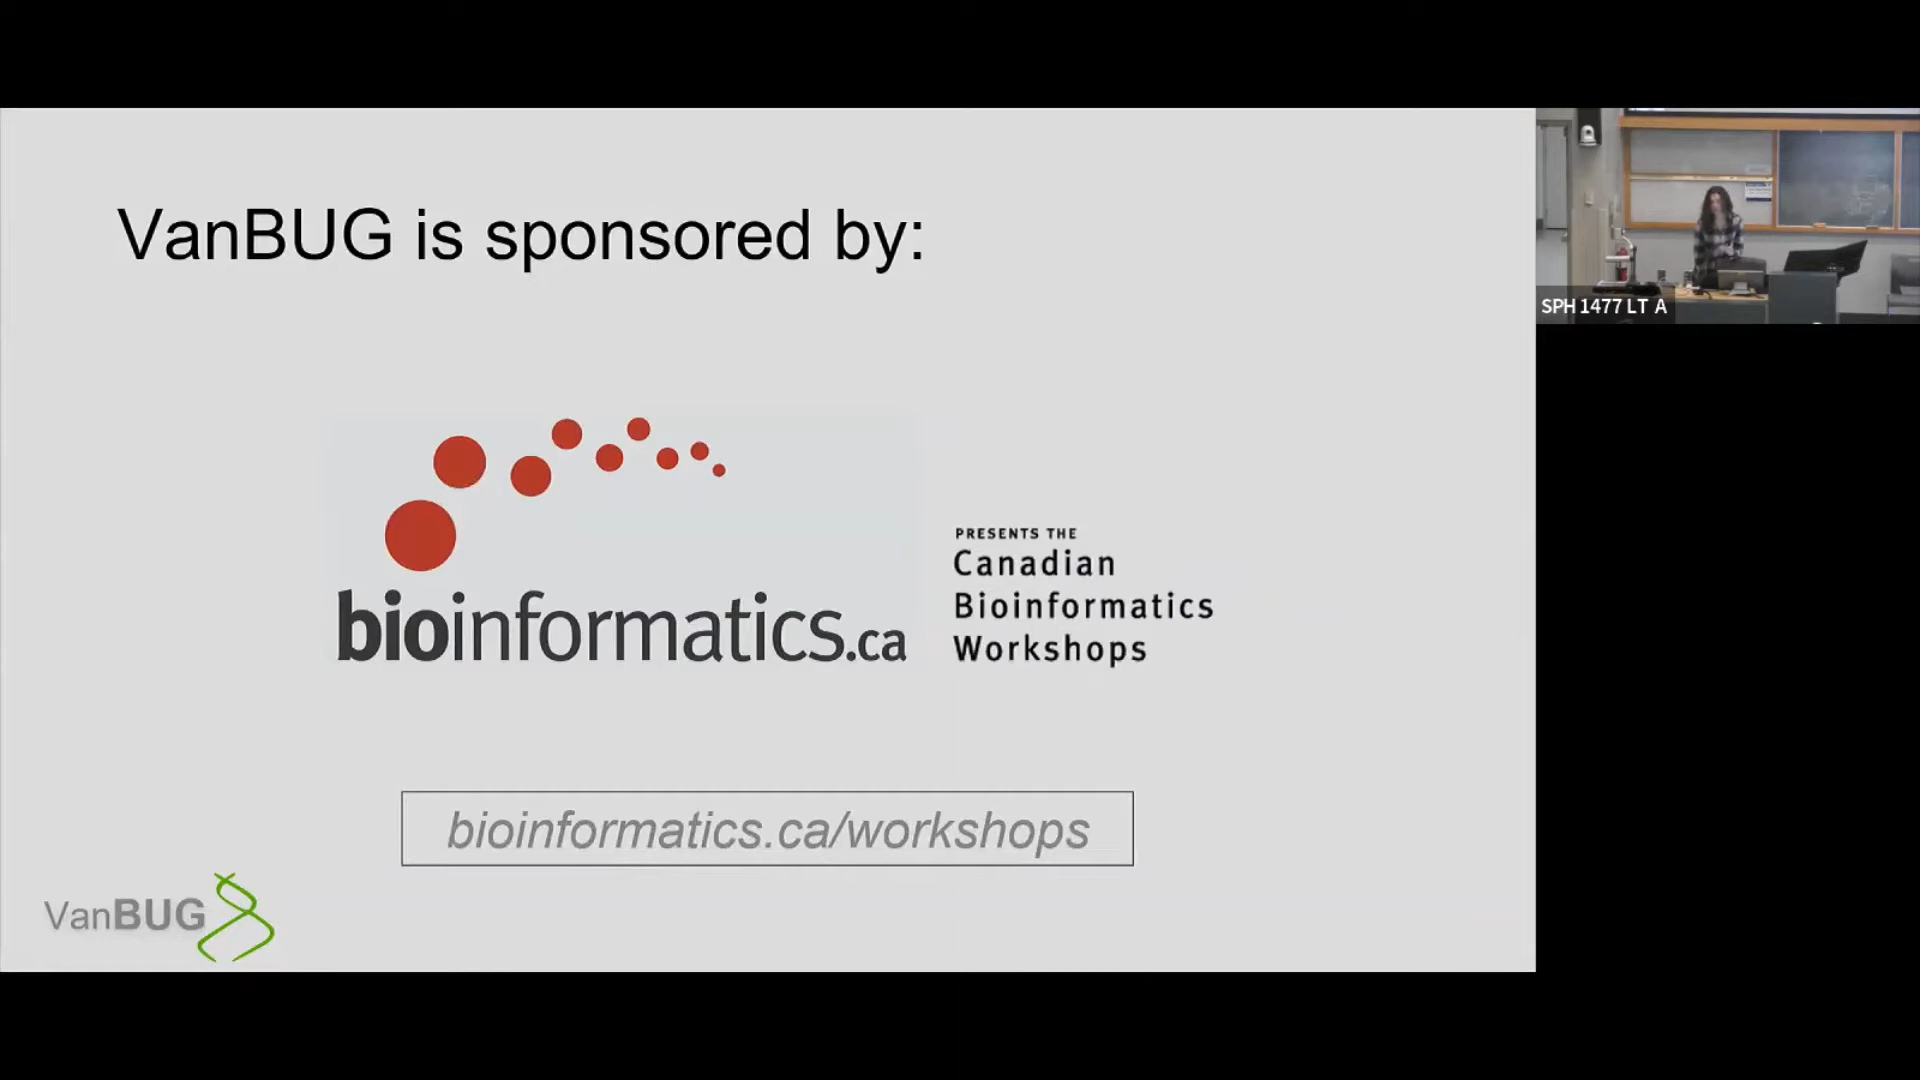 VanBUG is sponsored by:
bioinformatics.ca
PRESENTS THE
Canadian
Bioinformatics
Workshops
bioinformatics.ca/workshops
VanBUG
SPH 1477 LT A